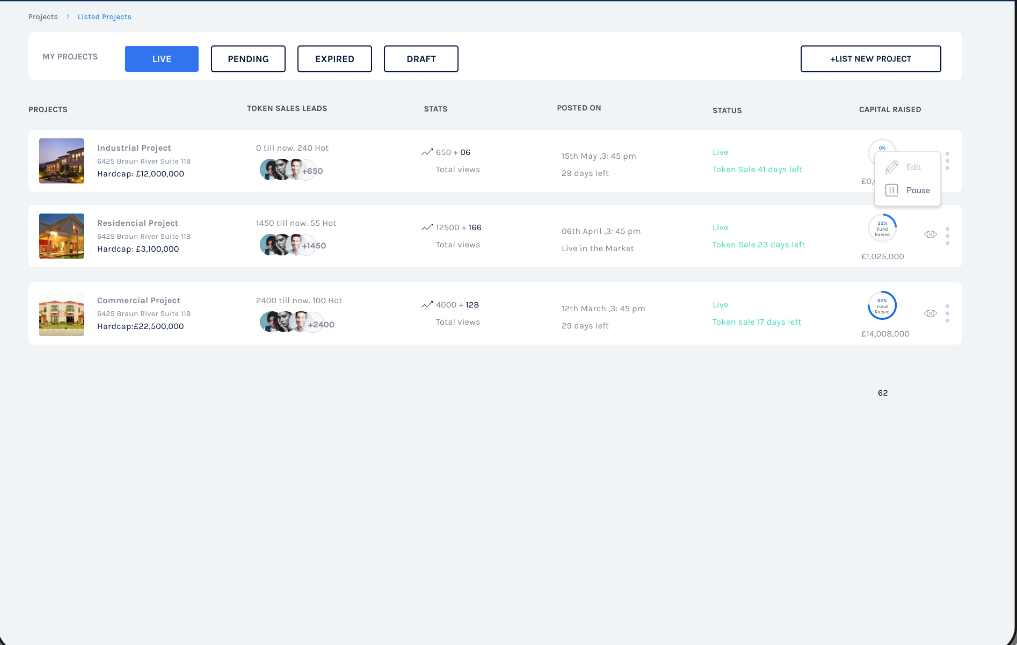 Projects > Listed Projects
MY PROJECTS LIVE PENDING EXPIRED DRAFT +LIST NEW PROJECT
PROJECTS TOKEN SALES LEADS STATS POSTED ON STATUS CAPITAL RAISED
Industrial Project
6425 Braun River Suite 118
Hardcap: £12,000,000
0 till now, 240 Hot
+650
650 + 06
Total views
15th May ,3: 45 pm
29 days left
Live
Token Sale 41 days left
0%
£0,
Edit
Pause
Residencial Project
6425 Braun River Suite 118
Hardcap: £3,100,000
1450 till now, 55 Hot
+1450
12500 + 166
Total views
06th April ,3: 45 pm
Live in the Market
Live
Token Sale 23 days left
33%
Fund
Raised
£1,025,000
Commercial Project
6425 Braun River Suite 118
Hardcap:£22,500,000
2400 till now, 100 Hot
+2400
4000 + 128
Total views
12th March ,3: 45 pm
29 days left
Live
Token sale 17 days left
Fund
Raised
£14,008,000
62